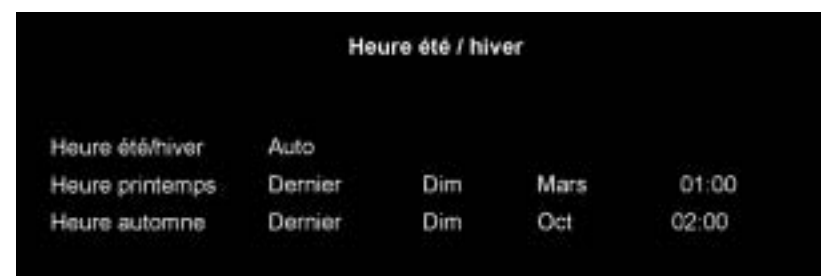 Heure été / hiver
Heure été/hiver Auto
Heure printemps Dernier Dim Mars 01:00
Heure automne Dernier Dim Oct 02:00